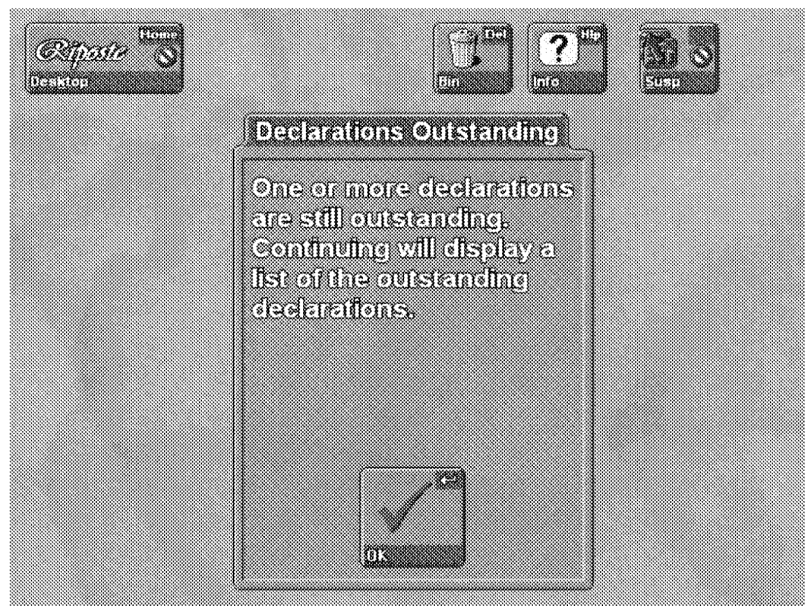 Riposte
Home
Desktop
Del
Bin
?
Hlp
Info
Susp
Declarations Outstanding
One or more declarations
are still outstanding.
Continuing will display a
list of the outstanding
declarations.
OK